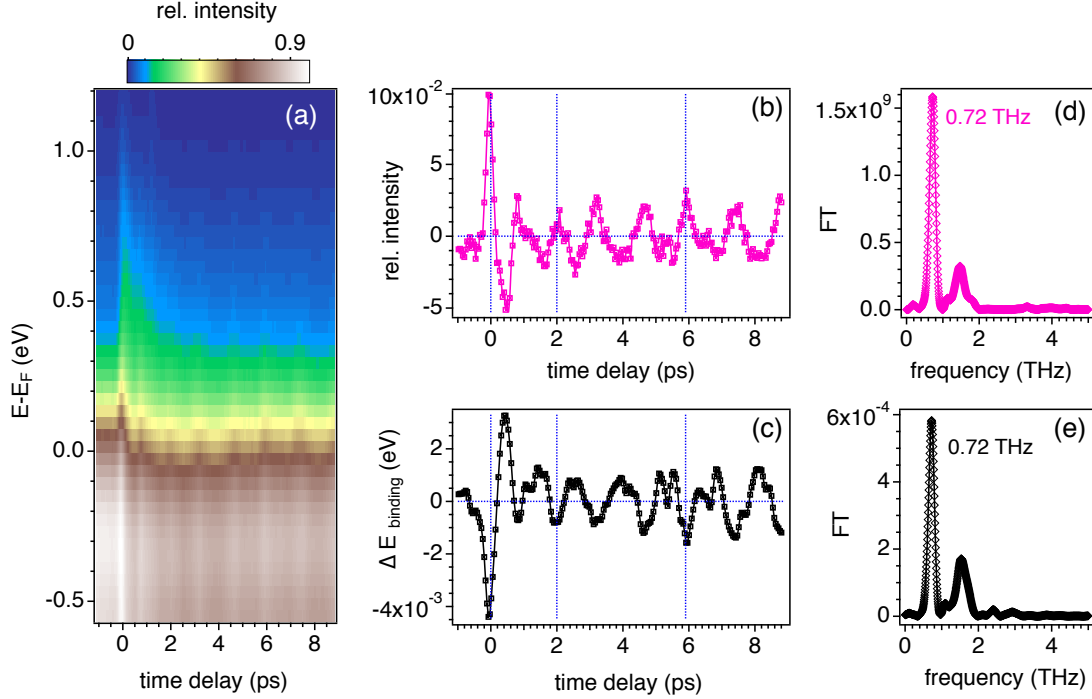 rel. intensity
0 0.9
(a)
1.0
0.5
0.0
-0.5
E-E_F (eV)
0 2 4 6 8
time delay (ps)
(b)
10x10^-2
5
0
-5
rel. intensity
0 2 4 6 8
time delay (ps)
(c)
2
0
-2
-4x10^-3
Δ E binding (eV)
0 2 4 6 8
time delay (ps)
(d)
0.72 THz
1.5x10^9
0.5
0.0
FT
0 2 4
frequency (THz)
(e)
0.72 THz
6x10^-4
4
2
0
FT
0 2 4
frequency (THz)